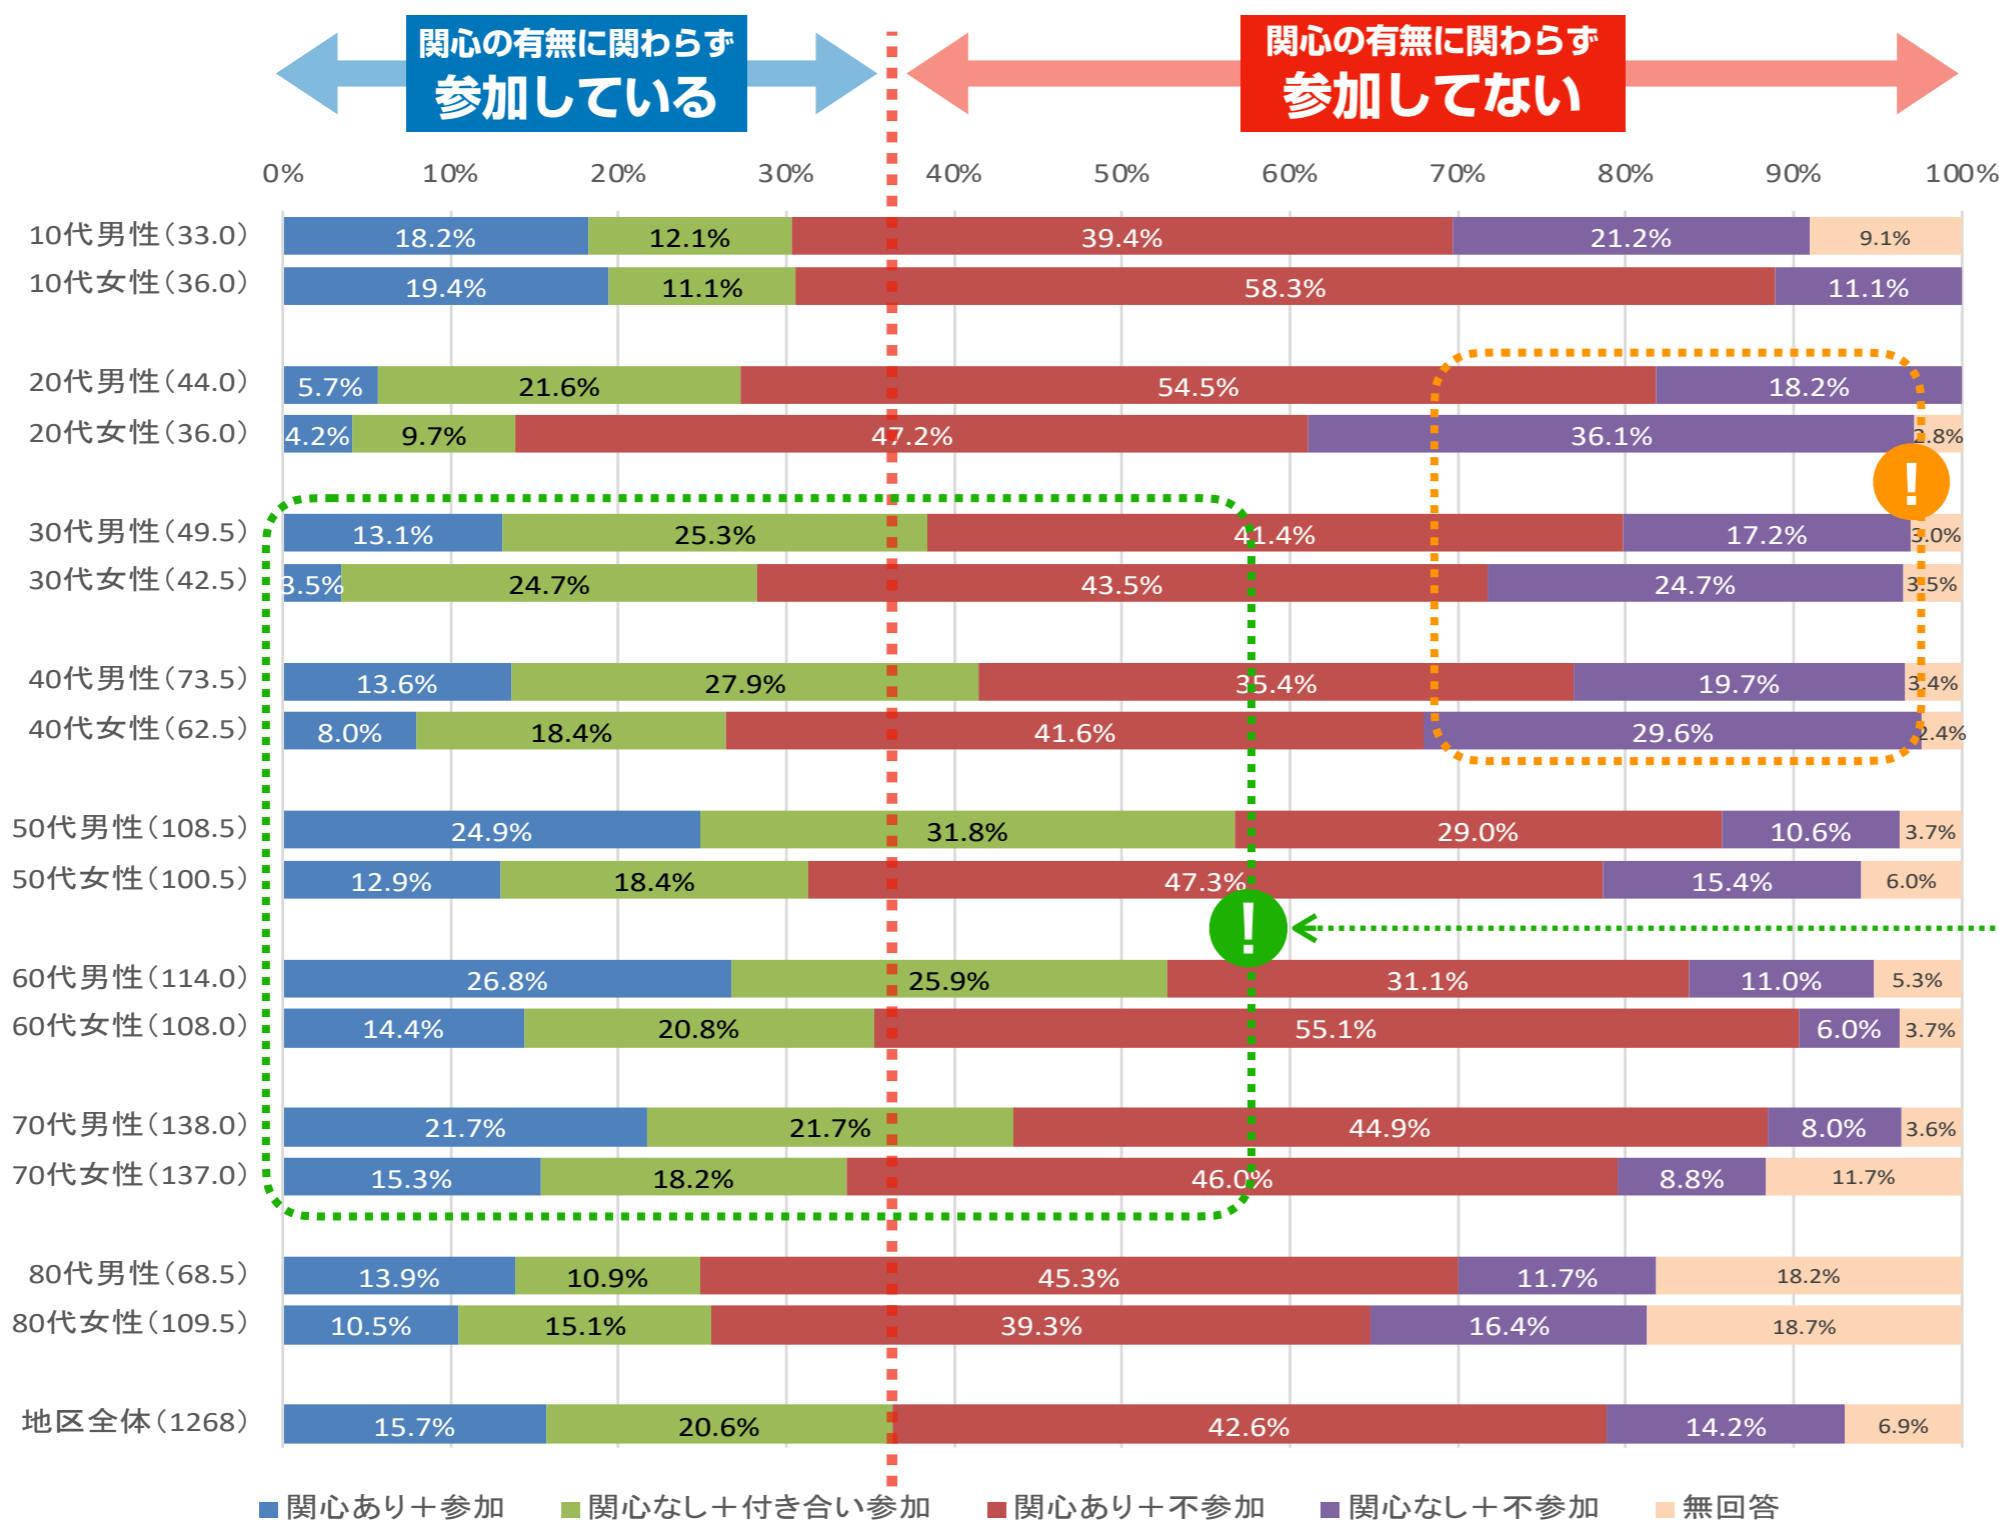 関心の有無に関わらず
参加している
関心の有無に関わらず
参加してない
0% 10% 20% 30% 40% 50% 60% 70% 80% 90% 100%
10代男性(33.0) 18.2% 12.1% 39.4% 21.2% 9.1%
10代女性(36.0) 19.4% 11.1% 58.3% 11.1%
20代男性(44.0) 5.7% 21.6% 54.5% 18.2%
20代女性(36.0) 4.2% 9.7% 47.2% 36.1% 2.8%
!
30代男性(49.5) 13.1% 25.3% 41.4% 17.2% 3.0%
30代女性(42.5) 3.5% 24.7% 43.5% 24.7% 3.5%
40代男性(73.5) 13.6% 27.9% 35.4% 19.7% 3.4%
40代女性(62.5) 8.0% 18.4% 41.6% 29.6% 2.4%
50代男性(108.5) 24.9% 31.8% 29.0% 10.6% 3.7%
50代女性(100.5) 12.9% 18.4% 47.3% 15.4% 6.0%
!
60代男性(114.0) 26.8% 25.9% 31.1% 11.0% 5.3%
60代女性(108.0) 14.4% 20.8% 55.1% 6.0% 3.7%
70代男性(138.0) 21.7% 21.7% 44.9% 8.0% 3.6%
70代女性(137.0) 15.3% 18.2% 46.0% 8.8% 11.7%
80代男性(68.5) 13.9% 10.9% 45.3% 11.7% 18.2%
80代女性(109.5) 10.5% 15.1% 39.3% 16.4% 18.7%
地区全体(1268) 15.7% 20.6% 42.6% 14.2% 6.9%
関心あり＋参加 関心なし＋付き合い参加 関心あり＋不参加 関心なし＋不参加 無回答